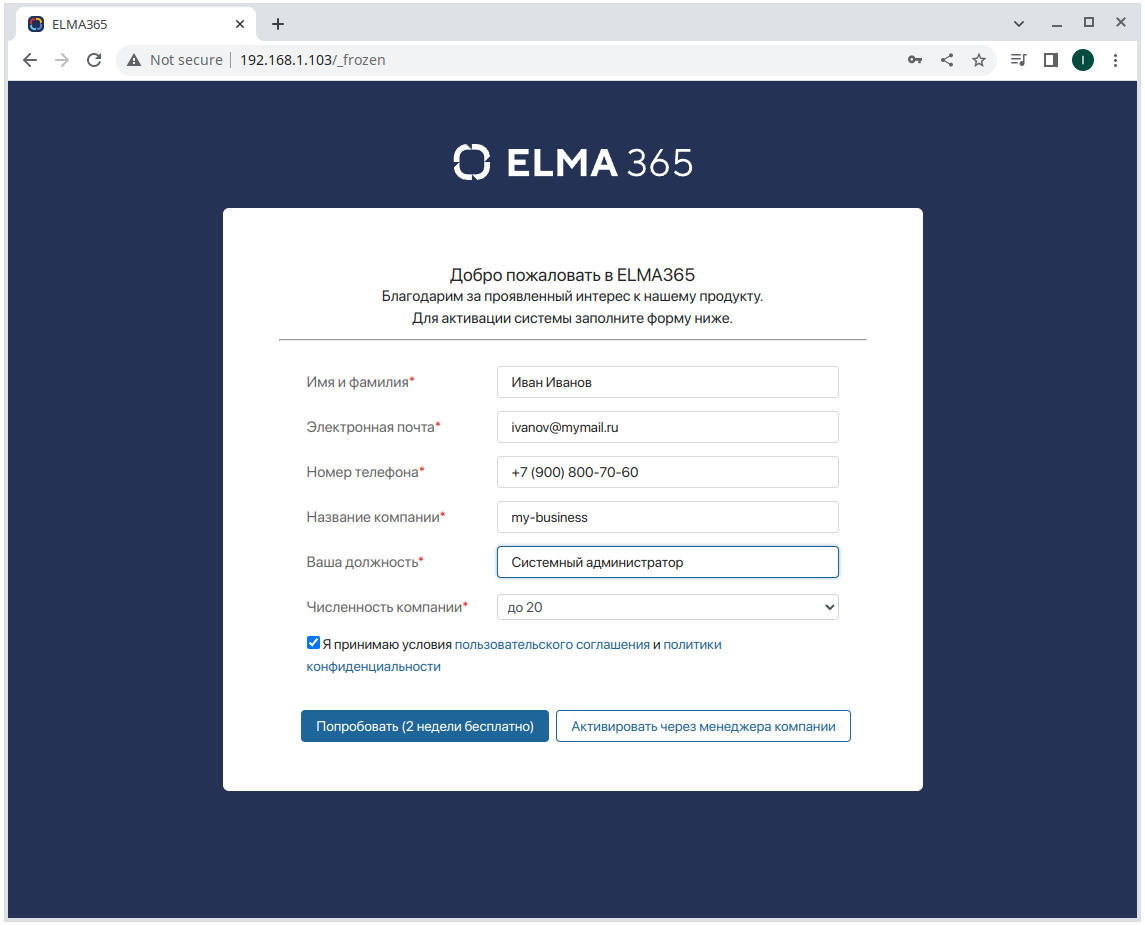 ELMA365
Not secure 192.168.1.103/_frozen
I
ELMA 365
Добро пожаловать в ELMA365
Благодарим за проявленный интерес к нашему продукту.
Для активации системы заполните форму ниже.
Имя и фамилия* Иван Иванов
Электронная почта* ivanov@mymail.ru
Номер телефона* +7 (900) 800-70-60
Название компании* my-business
Ваша должность* Системный администратор
Численность компании* до 20
Я принимаю условия пользовательского соглашения и политики
конфиденциальности
Попробовать (2 недели бесплатно) Активировать через менеджера компании